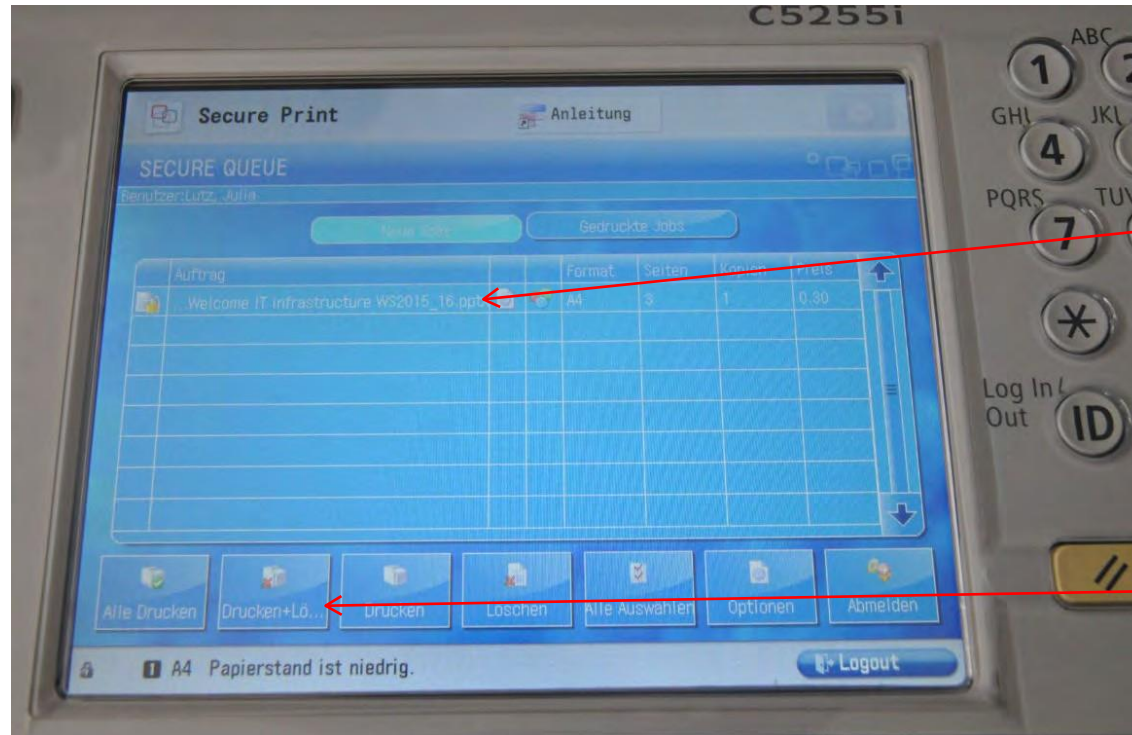 C5255i
Secure Print
Anleitung
SECURE QUEUE
Benutzer:Lutz, Julia
Neue Jobs
Gedruckte Jobs
Auftrag Format Seiten Kopien Preis
...Welcome IT Infrastructure WS2015_16.ppt A4 3 1 0.30
Alle Drucken
Drucken+Lö...
Drucken
Löschen
Alle Auswählen
Optionen
Abmelden
1 A4 Papierstand ist niedrig.
Logout
1
ABC
GHI
4
JKL
PQRS
7
Log In/
Out
ID